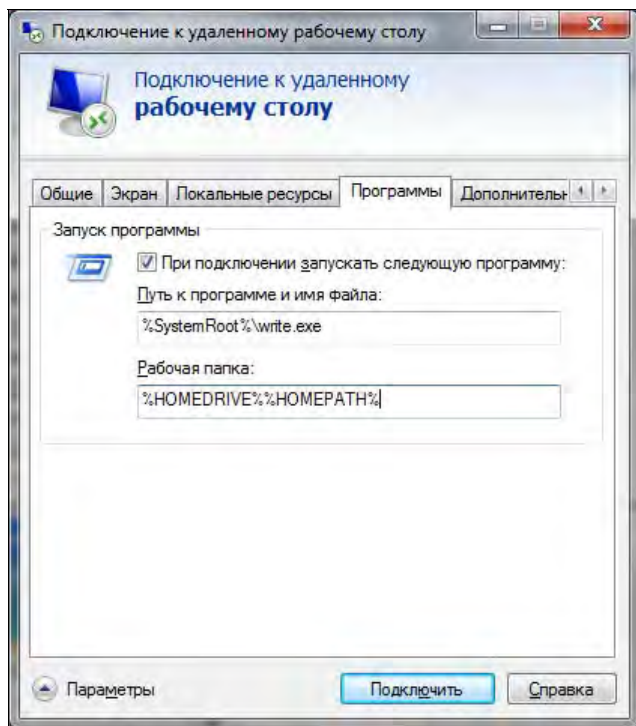 Подключение к удаленному рабочему столу
Подключение к удаленному
рабочему столу
Общие Экран Локальные ресурсы Программы Дополнительн
Запуск программы
При подключении запускать следующую программу:
Путь к программе и имя файла:
%SystemRoot%\write.exe
Рабочая папка:
%HOMEDRIVE%%HOMEPATH%
Параметры Подключить Справка